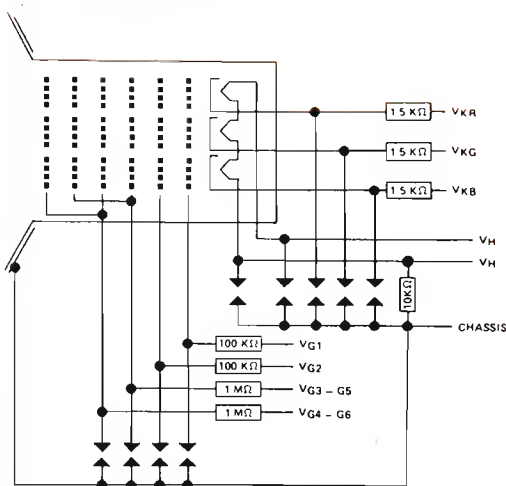 1 5 KΩ VKR
1 5 KΩ VKG
1 5 KΩ VKB
VH
VH
10KΩ
CHASSIS
100 KΩ VG1
100 KΩ VG2
1 MΩ VG3 - G5
1 MΩ VG4 - G6